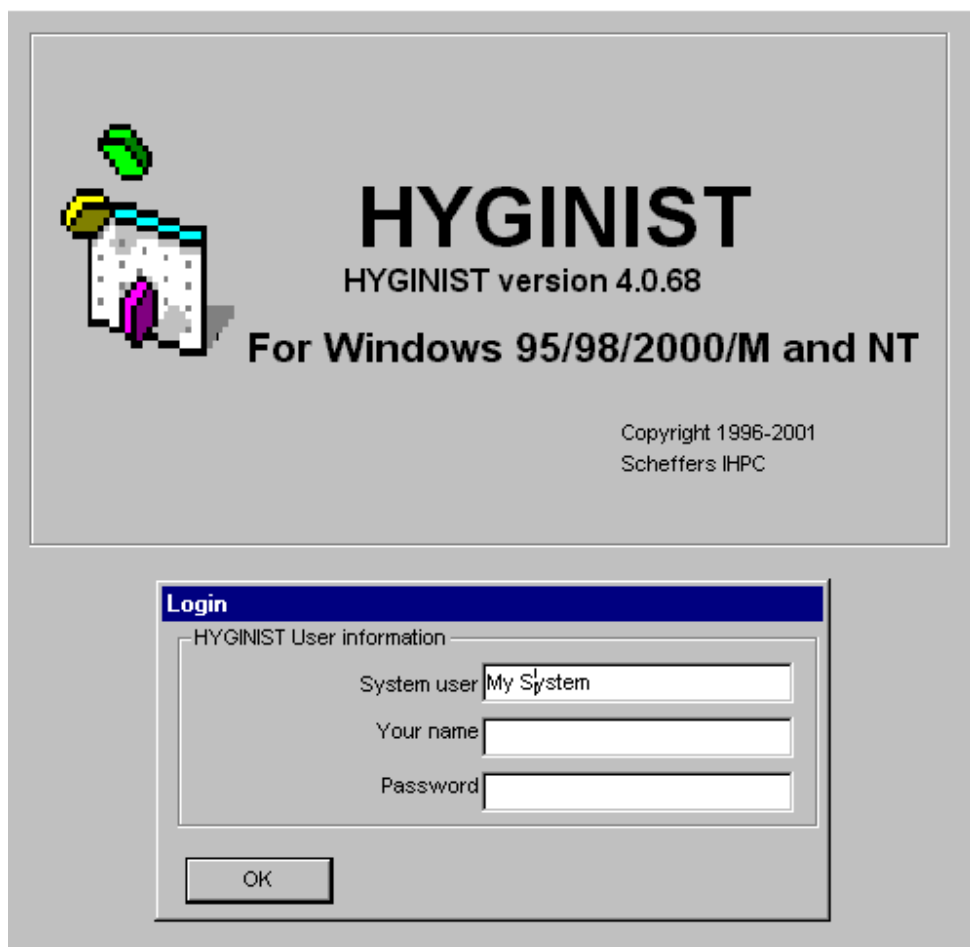 HYGINIST
HYGINIST version 4.0.68
For Windows 95/98/2000/M and NT
Copyright 1996-2001
Scheffers IHPC
Login
HYGINIST User information
System user My System
Your name
Password
OK